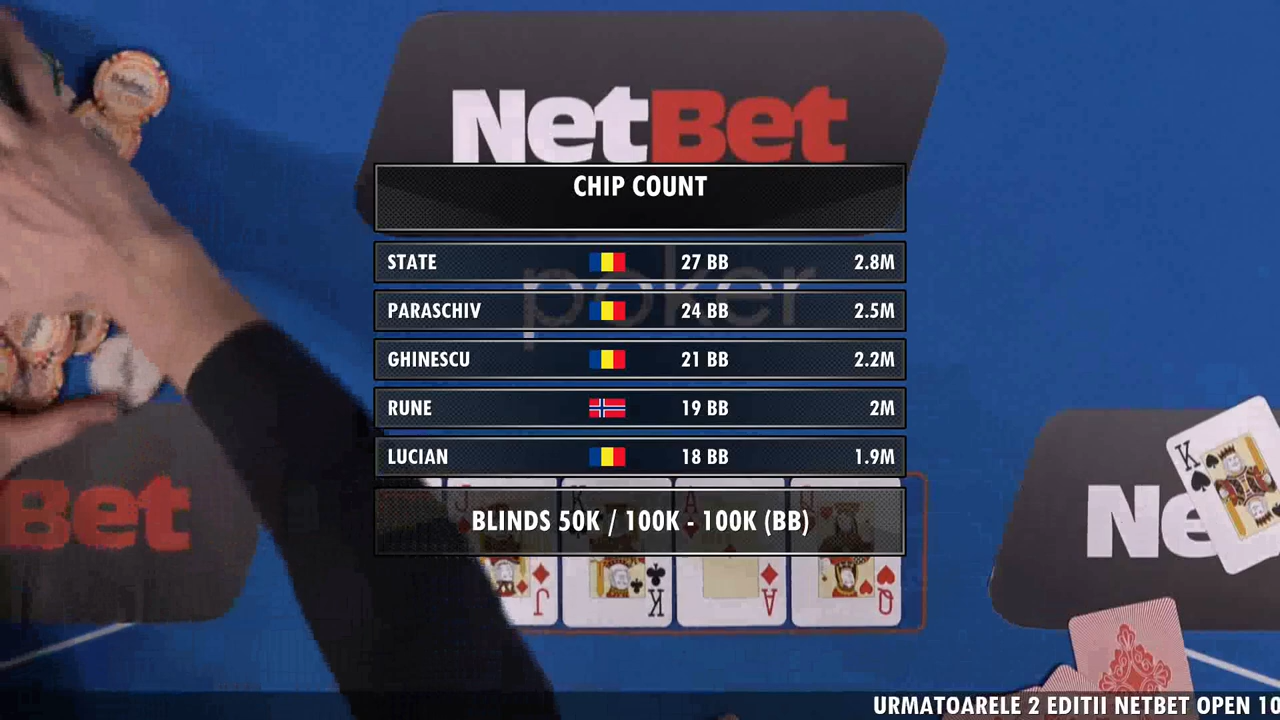 NetBet
CHIP COUNT
STATE 27 BB 2.8M
poker
PARASCHIV 24 BB 2.5M
GHINESCU 21 BB 2.2M
RUNE 19 BB 2M
LUCIAN 18 BB 1.9M
BLINDS 50K / 100K - 100K (BB)
Bet
Ne
K
J
K
A
Q
URMATOARELE 2 EDITII NETBET OPEN 10